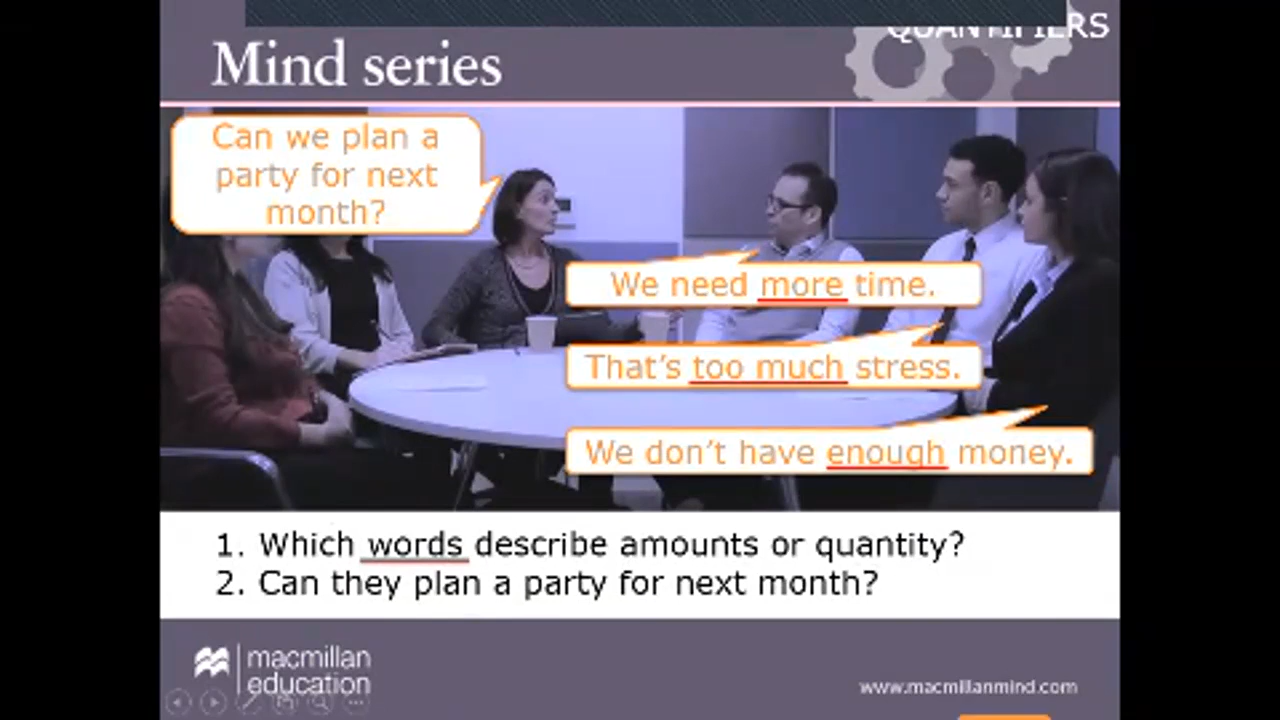 QUANTIFIERS
Mind series
Can we plan a
party for next
month?
We need more time.
That's too much stress.
We don't have enough money.
1. Which words describe amounts or quantity?
2. Can they plan a party for next month?
macmillan
education
www.macmillanmind.com